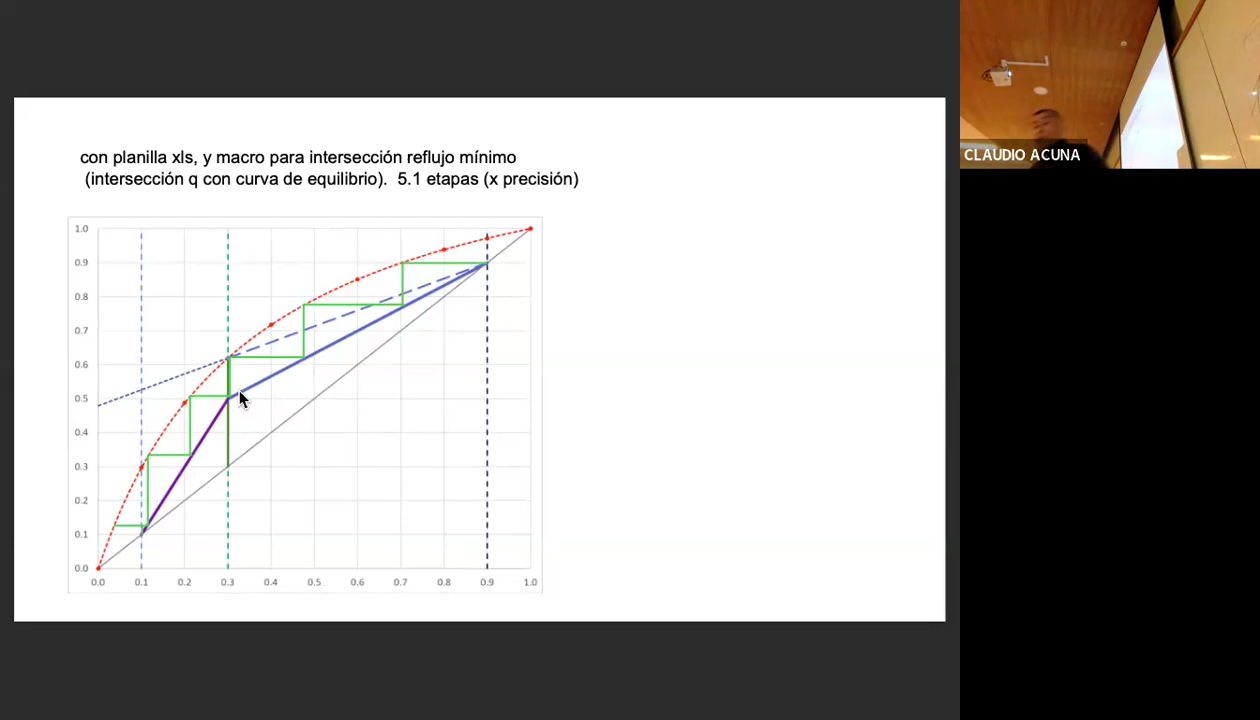 con planilla xls, y macro para intersección reflujo mínimo
(intersección q con curva de equilibrio). 5.1 etapas (x precisión)
1.0
0.9
0.8
0.7
0.6
0.5
0.4
0.3
0.2
0.1
0.0
0.0 0.1 0.2 0.3 0.4 0.5 0.6 0.7 0.8 0.9 1.0
CLAUDIO ACUNA